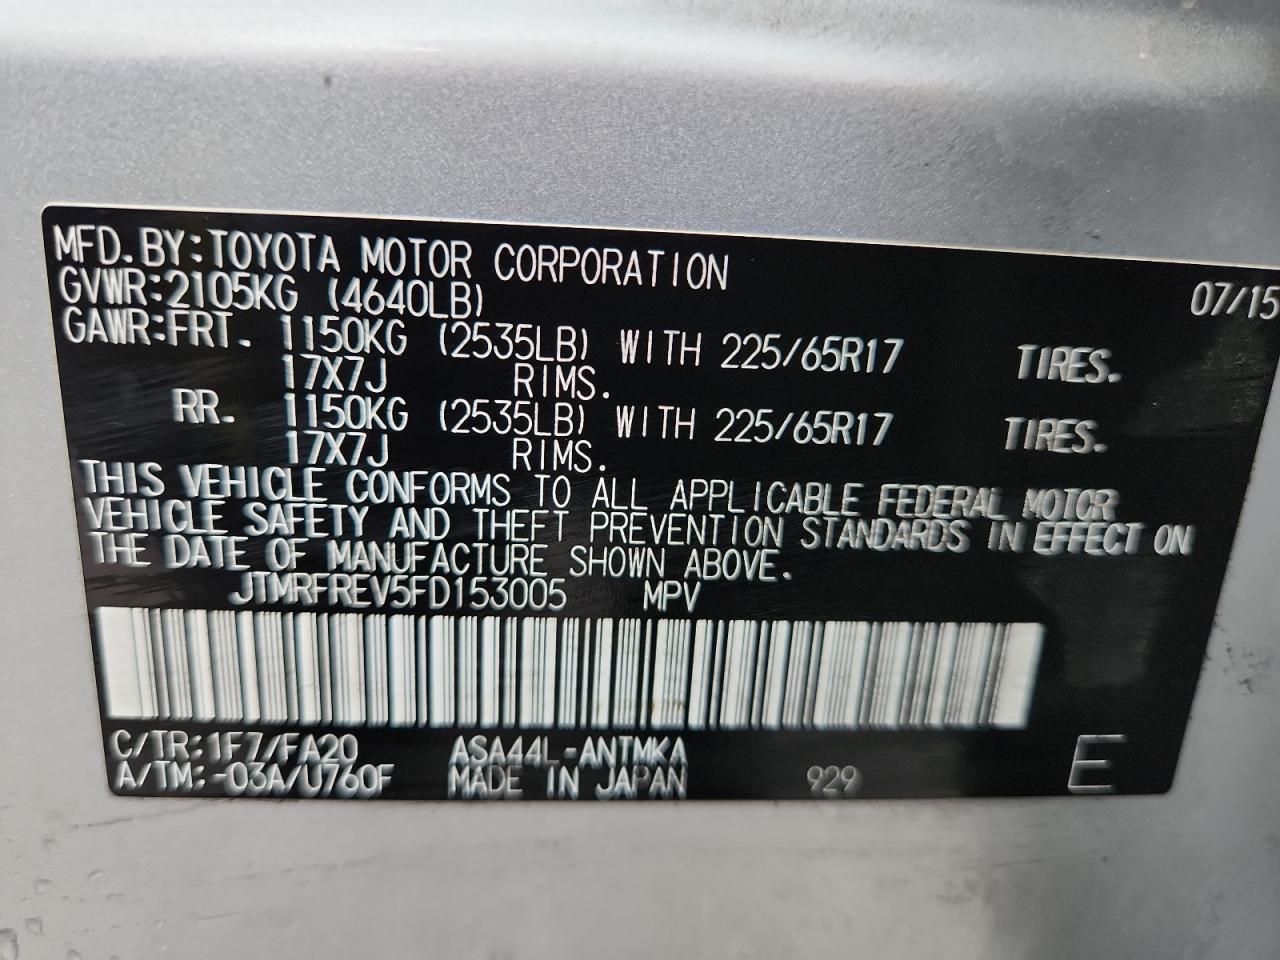 MFD. BY: TOYOTA MOTOR CORPORATION 07/15
GVWR: 2105KG (4640LB)
GAWR: FRT. 1150KG (2535LB) WITH 225/65R17 TIRES.
17X7J RIMS.
RR. 1150KG (2535LB) WITH 225/65R17 TIRES.
17X7J RIMS.
THIS VEHICLE CONFORMS TO ALL APPLICABLE FEDERAL MOTOR
VEHICLE SAFETY AND THEFT PREVENTION STANDARDS IN EFFECT ON
THE DATE OF MANUFACTURE SHOWN ABOVE.
JTMRFREV5FD153005 MPV
C/TR: 1F7/FA20 ASA44L-ANTMKA
A/TM: -03A/U760F MADE IN JAPAN 929 E